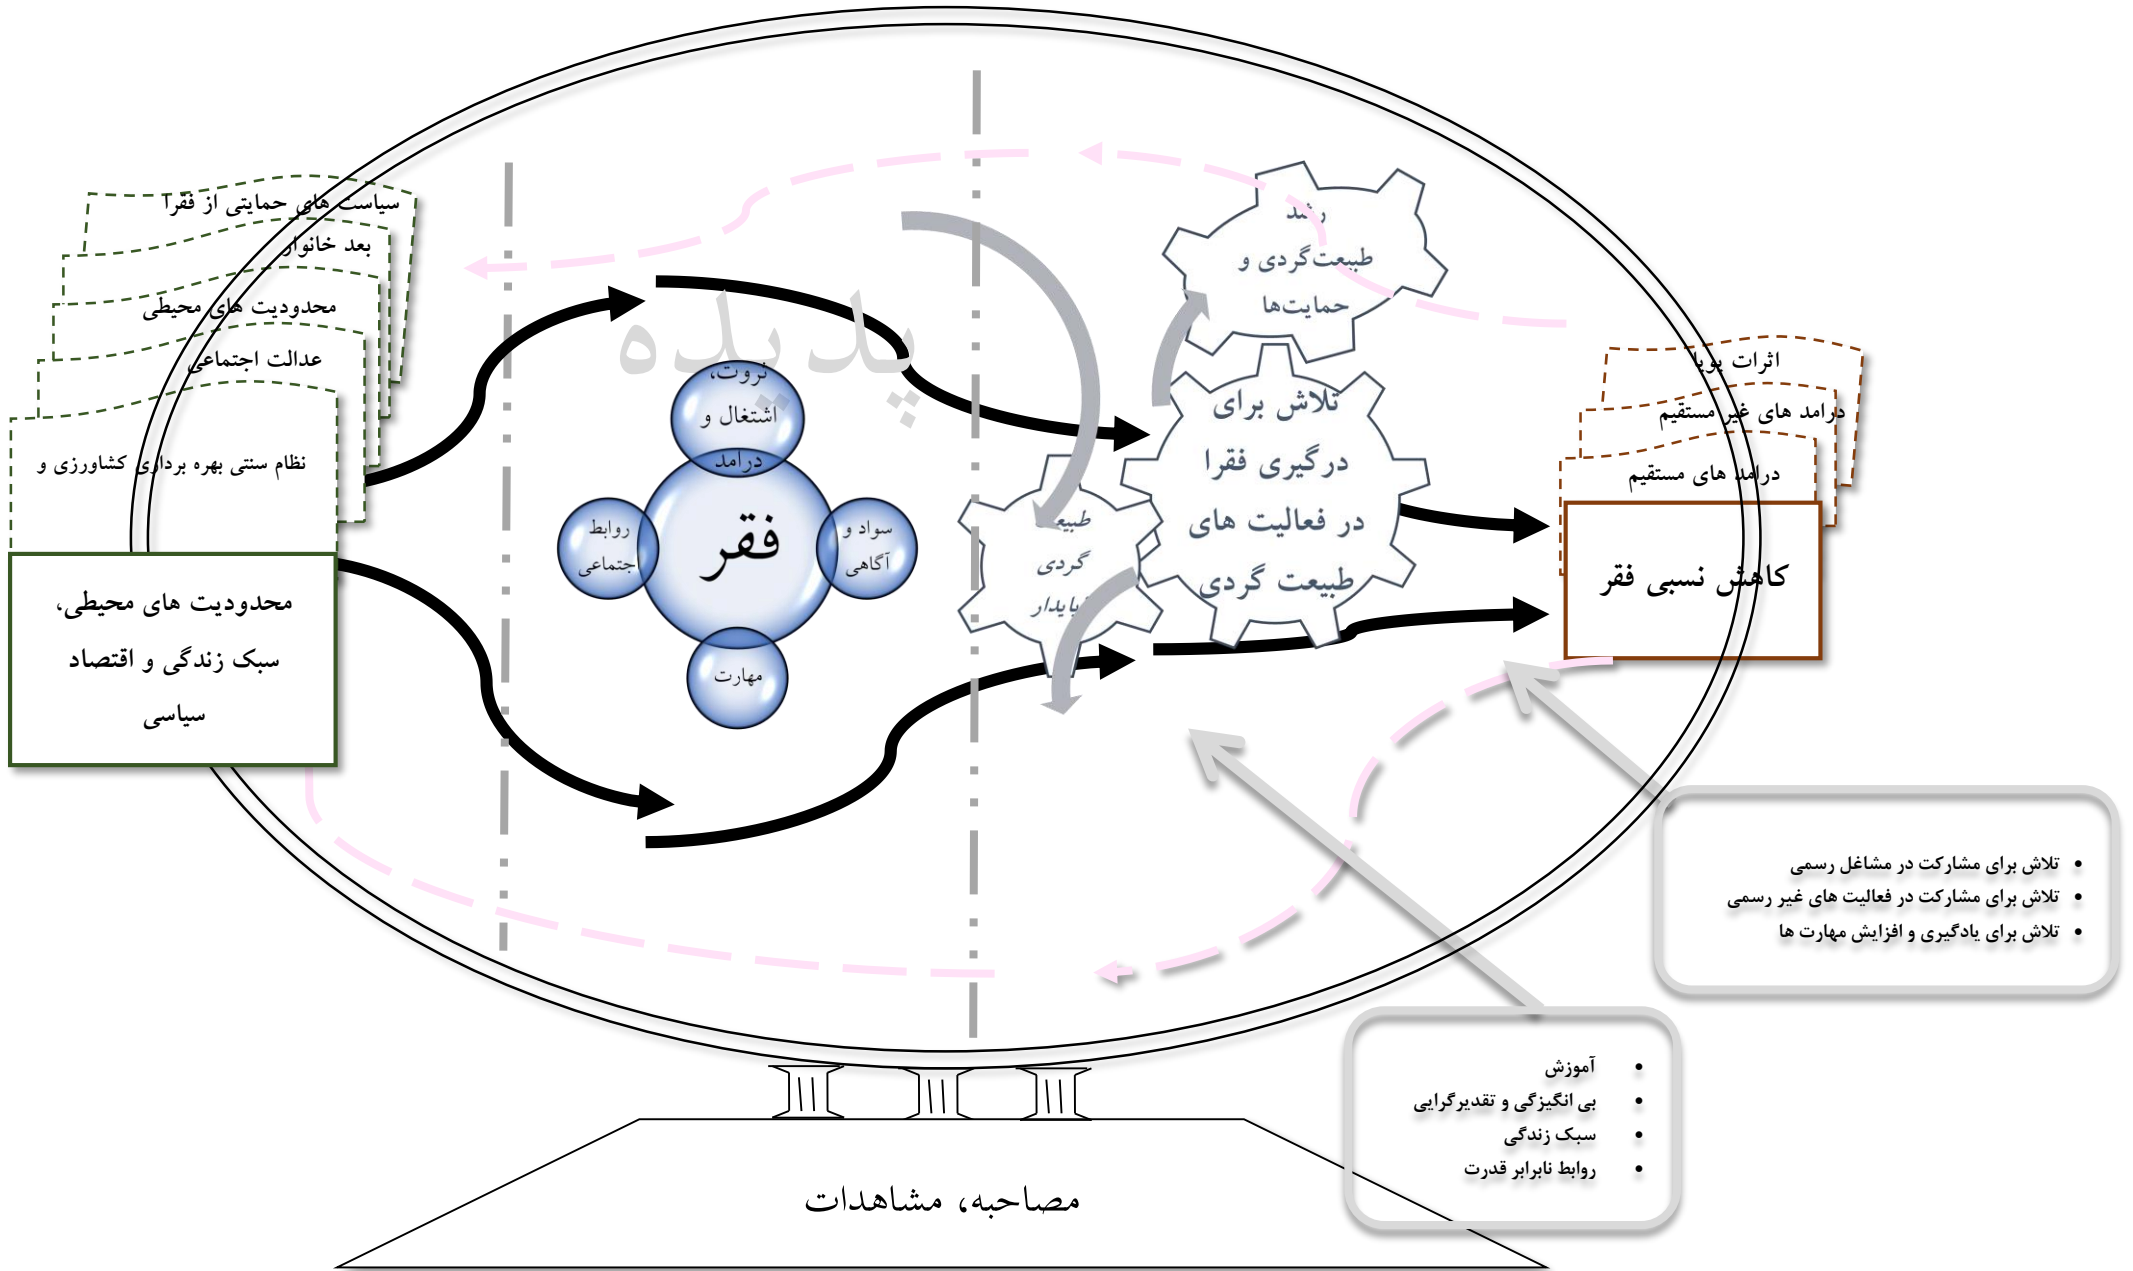 سیاست های حمایتی از فقرا
بعد خانوار
محدودیت های محیطی
عدالت اجتماعی
نظام سنتی بهره برداری کشاورزی و
محدودیت های محیطی،
سبک زندگی و اقتصاد
سیاسی
پدیده
ثروت،
اشتغال و
درامد
روابط
اجتماعی
فقر
سواد و
آگاهی
مهارت
رشد
طبیعت‌گردی و
حمایت‌ها
تلاش برای
درگیری فقرا
در فعالیت های
طبیعت گردی
طبیعت
گردی
اثرات پویا
درامد های غیر مستقیم
درامد های مستقیم
کاهش نسبی فقر
• تلاش برای مشارکت در مشاغل رسمی
• تلاش برای مشارکت در فعالیت های غیر رسمی
• تلاش برای یادگیری و افزایش مهارت ها
• آموزش
• بی انگیزگی و تقدیرگرایی
• سبک زندگی
• روابط نابرابر قدرت
مصاحبه، مشاهدات